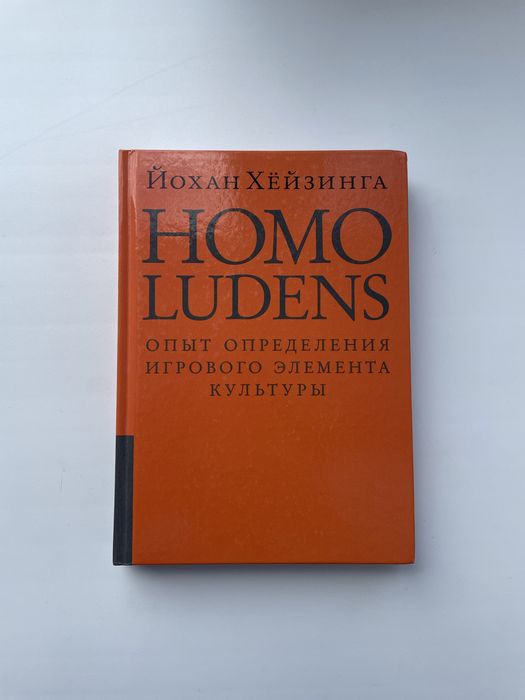 Йохан Хёйзинга
HOMO
LUDENS
ОПЫТ ОПРЕДЕЛЕНИЯ
ИГРОВОГО ЭЛЕМЕНТА
КУЛЬТУРЫ